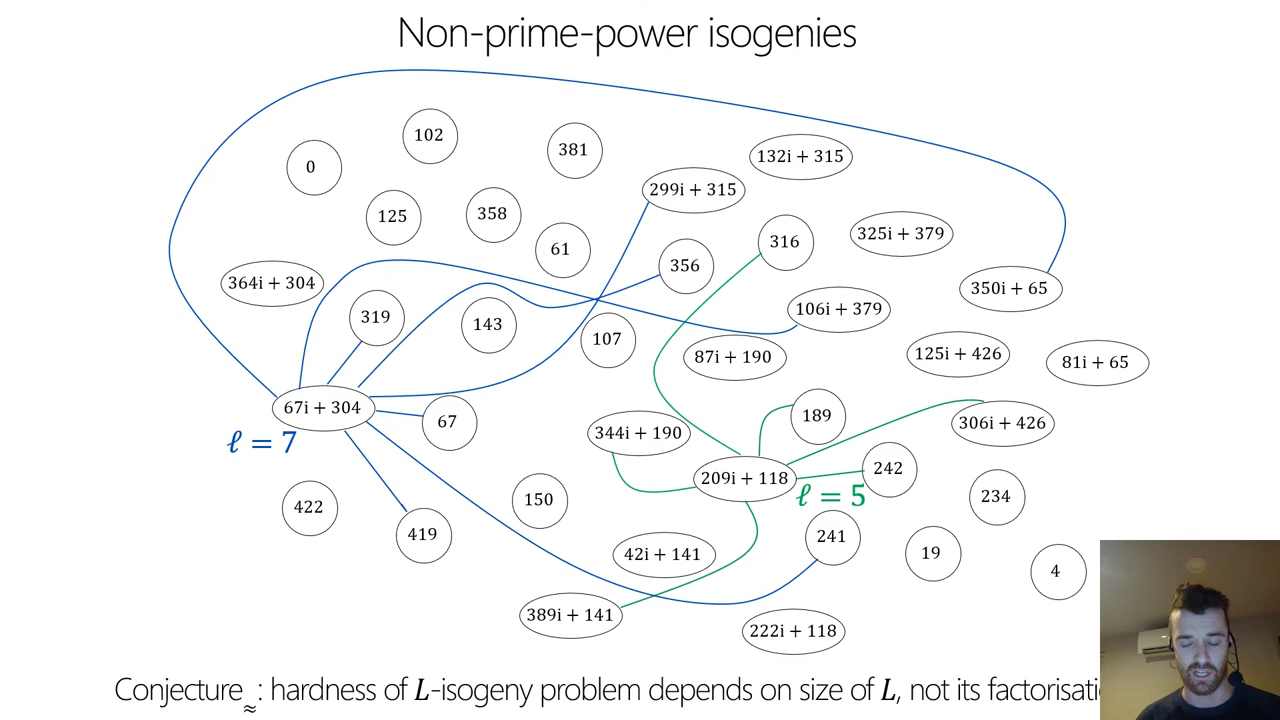 Non-prime-power isogenies
102
381
132i + 315
0
299i + 315
125
358
316
325i + 379
61
356
364i + 304
350i + 65
319
143
106i + 379
107
87i + 190
125i + 426
81i + 65
67i + 304
67
189
306i + 426
344i + 190
ℓ = 7
209i + 118
242
ℓ = 5
422
150
234
419
241
42i + 141
19
4
389i + 141
222i + 118
Conjecture≈: hardness of L-isogeny problem depends on size of L, not its factorisati